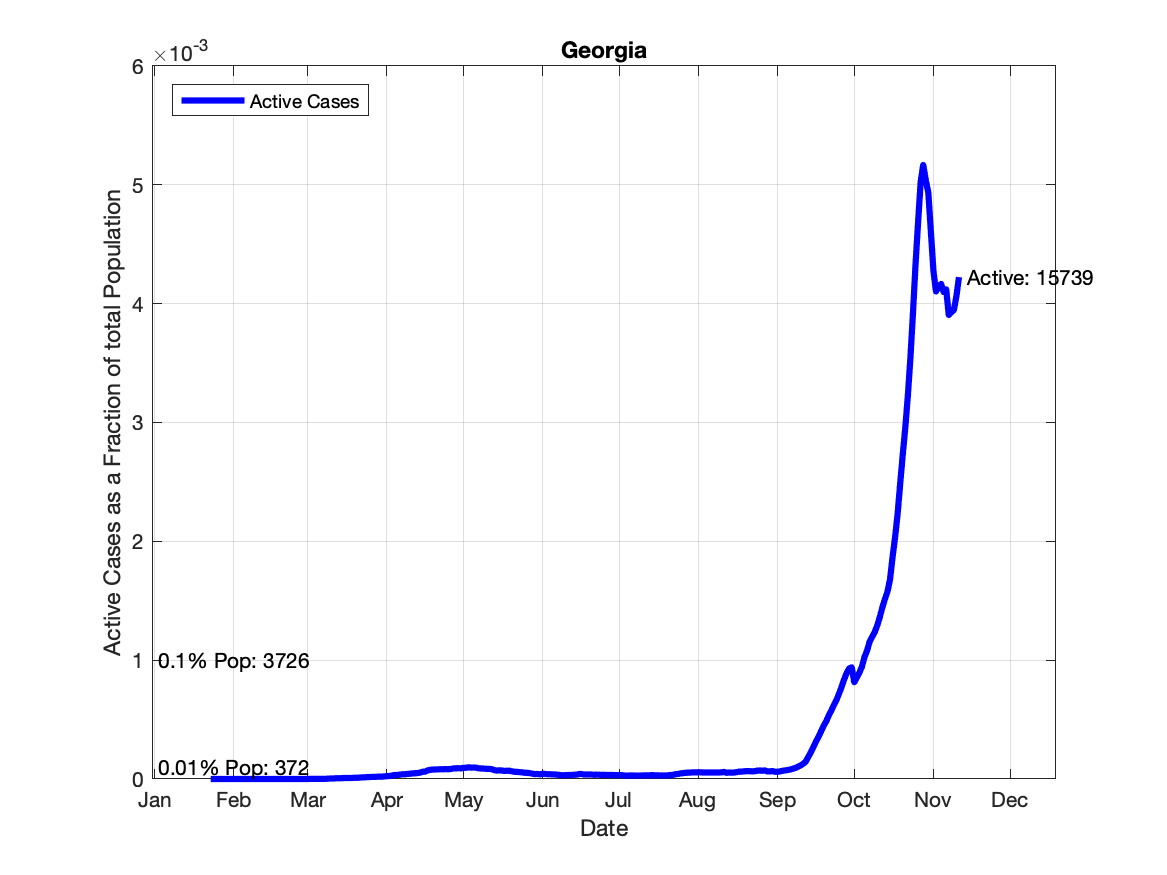 Georgia
×10-3
Active Cases
6
5
4
3
2
1
0
Active Cases as a Fraction of total Population
Active: 15739
0.1% Pop: 3726
0.01% Pop: 372
Jan Feb Mar Apr May Jun Jul Aug Sep Oct Nov Dec
Date